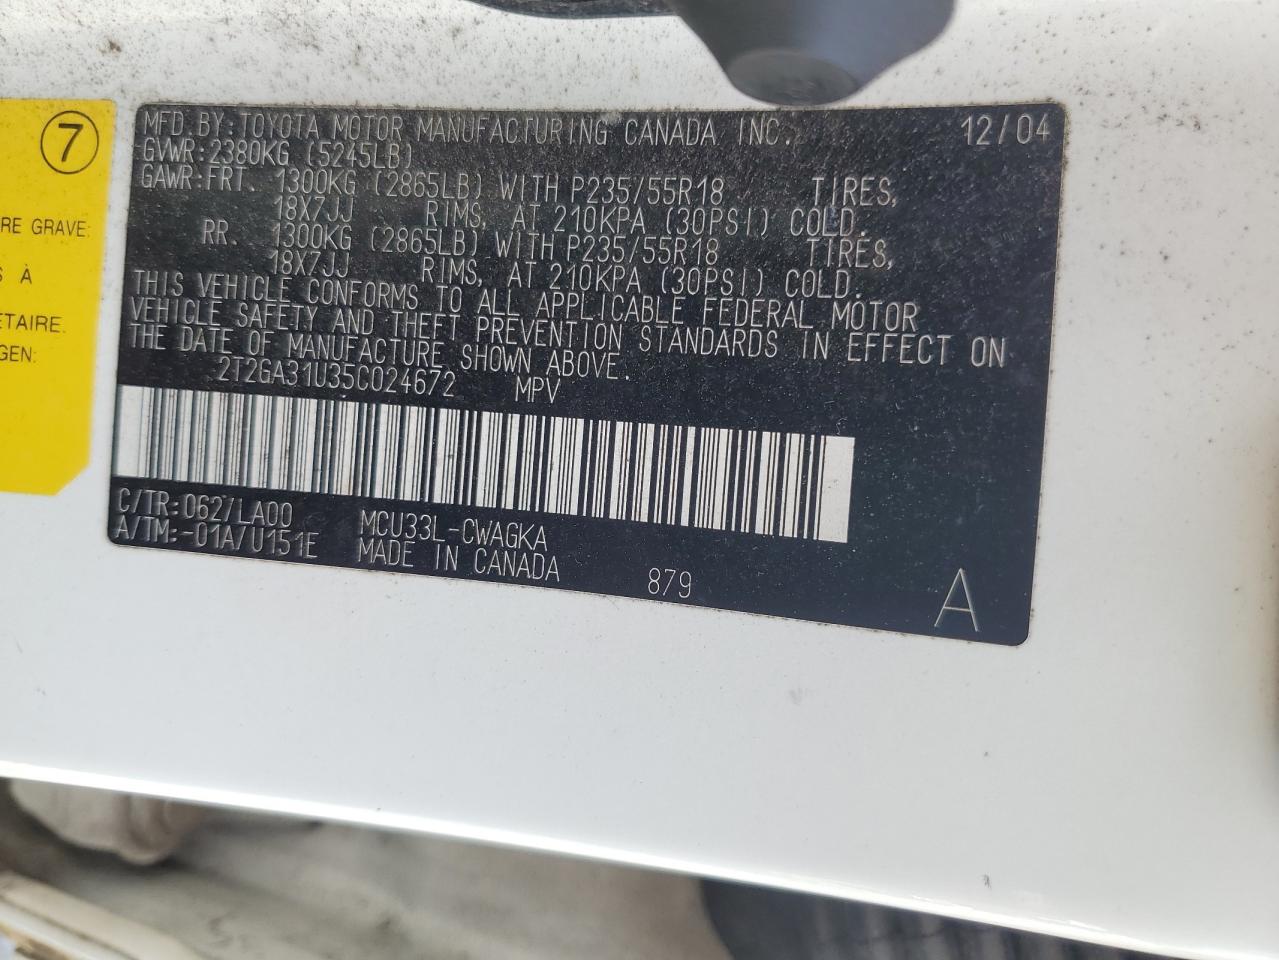 7
RE GRAVE:
S À
ETAIRE.
GEN:
MFD.BY:TOYOTA MOTOR MANUFACTURING CANADA INC. 12/04
GVWR:2380KG (5245LB)
GAWR:FRT. 1300KG (2865LB) WITH P235/55R18 TIRES,
18X7JJ RIMS, AT 210KPA (30PSI) COLD.
RR. 1300KG (2865LB) WITH P235/55R18 TIRES,
18X7JJ RIMS, AT 210KPA (30PSI) COLD.
THIS VEHICLE CONFORMS TO ALL APPLICABLE FEDERAL MOTOR
VEHICLE SAFETY AND THEFT PREVENTION STANDARDS IN EFFECT ON
THE DATE OF MANUFACTURE SHOWN ABOVE.
2T2GA31U35C024672 MPV
C/TR:062/LA00 MCU33L-CWAGKA
A/TM:-01A/U151E MADE IN CANADA 879 A